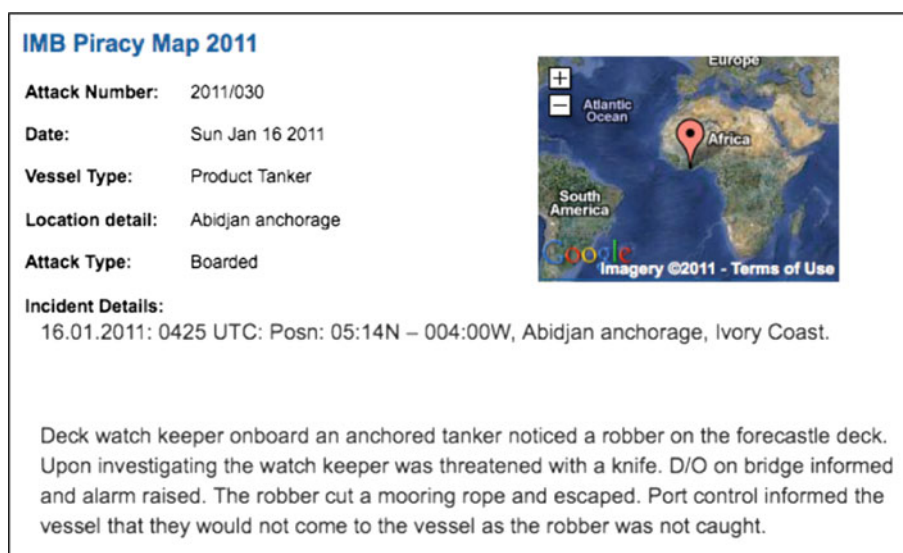 IMB Piracy Map 2011
Attack Number: 2011/030
Date: Sun Jan 16 2011
Vessel Type: Product Tanker
Location detail: Abidjan anchorage
Attack Type: Boarded
Europe
Atlantic
Ocean
Africa
South
America
Google
Imagery ©2011 - Terms of Use
Incident Details:
16.01.2011: 0425 UTC: Posn: 05:14N – 004:00W, Abidjan anchorage, Ivory Coast.
Deck watch keeper onboard an anchored tanker noticed a robber on the forecastle deck.
Upon investigating the watch keeper was threatened with a knife. D/O on bridge informed
and alarm raised. The robber cut a mooring rope and escaped. Port control informed the
vessel that they would not come to the vessel as the robber was not caught.